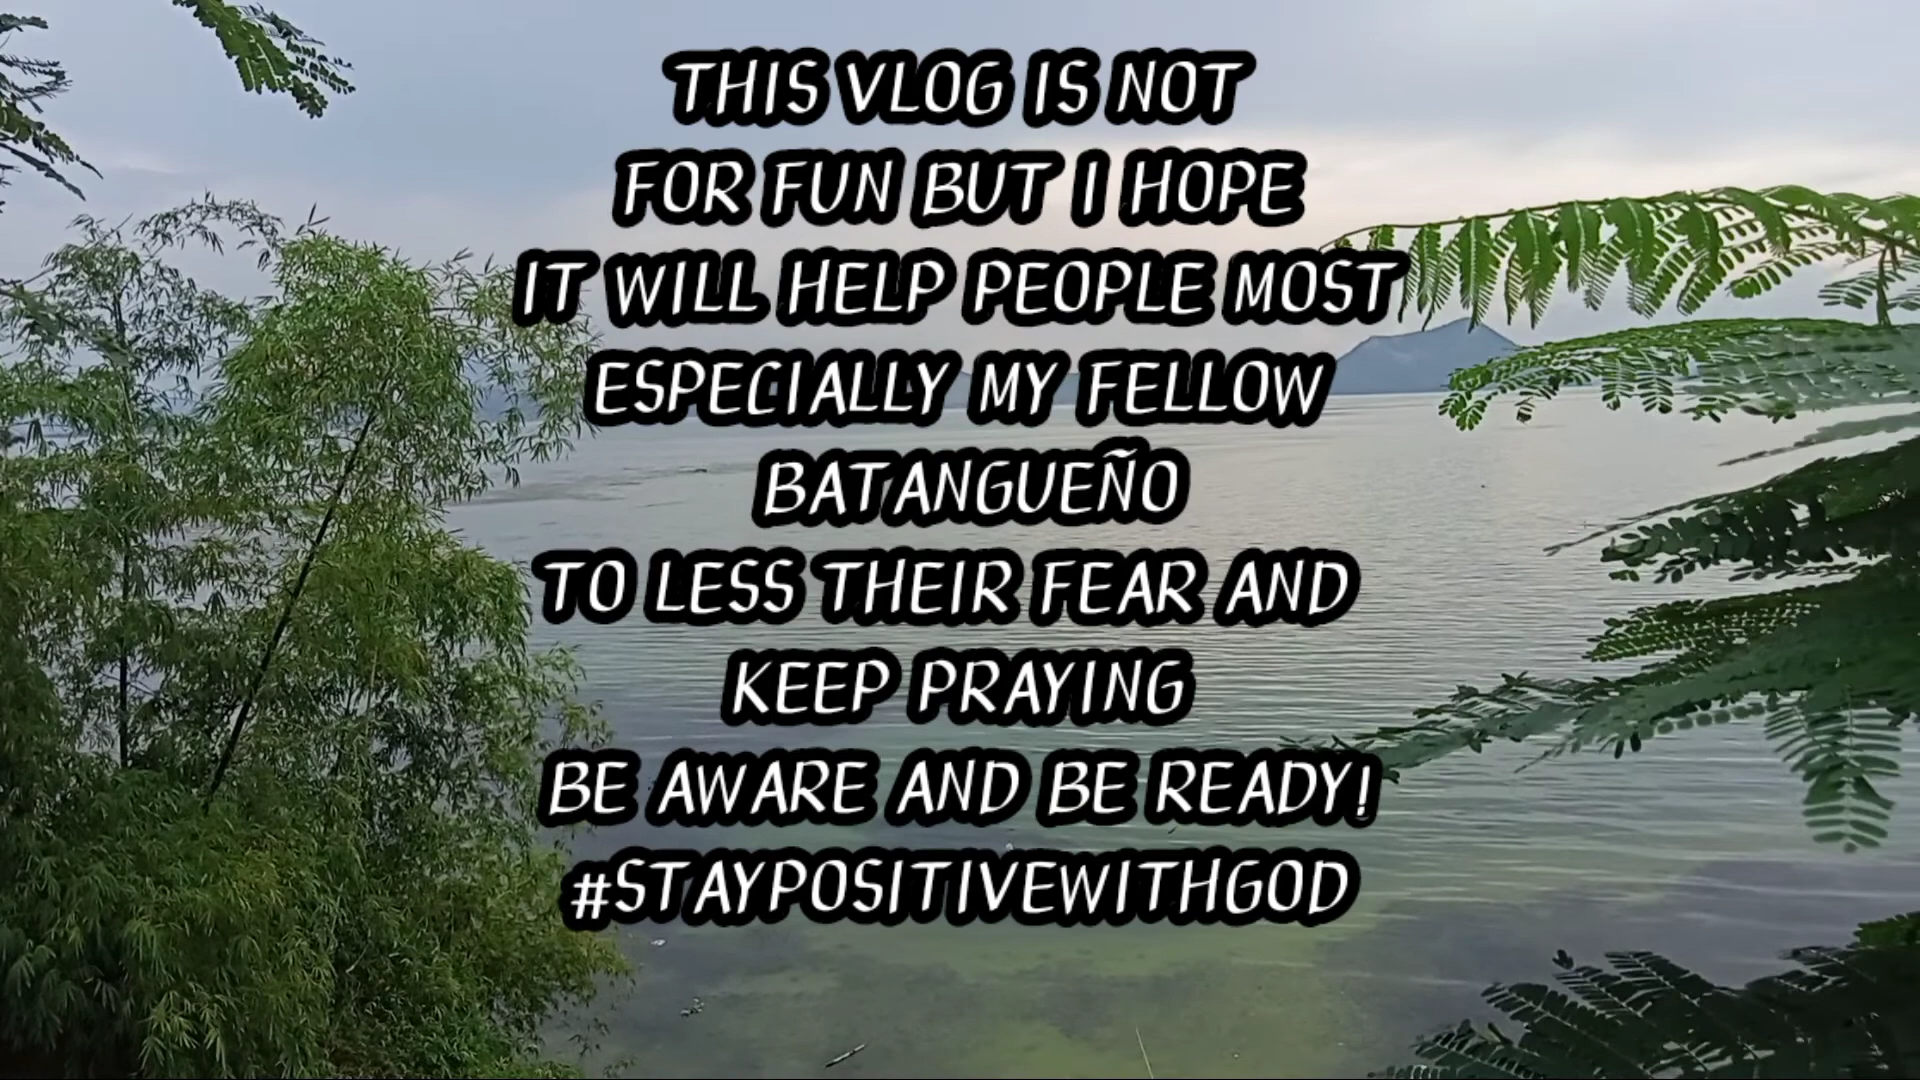 THIS VLOG IS NOT
FOR FUN BUT I HOPE
IT WILL HELP PEOPLE MOST
ESPECIALLY MY FELLOW
BATANGUEÑO
TO LESS THEIR FEAR AND
KEEP PRAYING
BE AWARE AND BE READY!
#STAYPOSITIVEWITHGOD